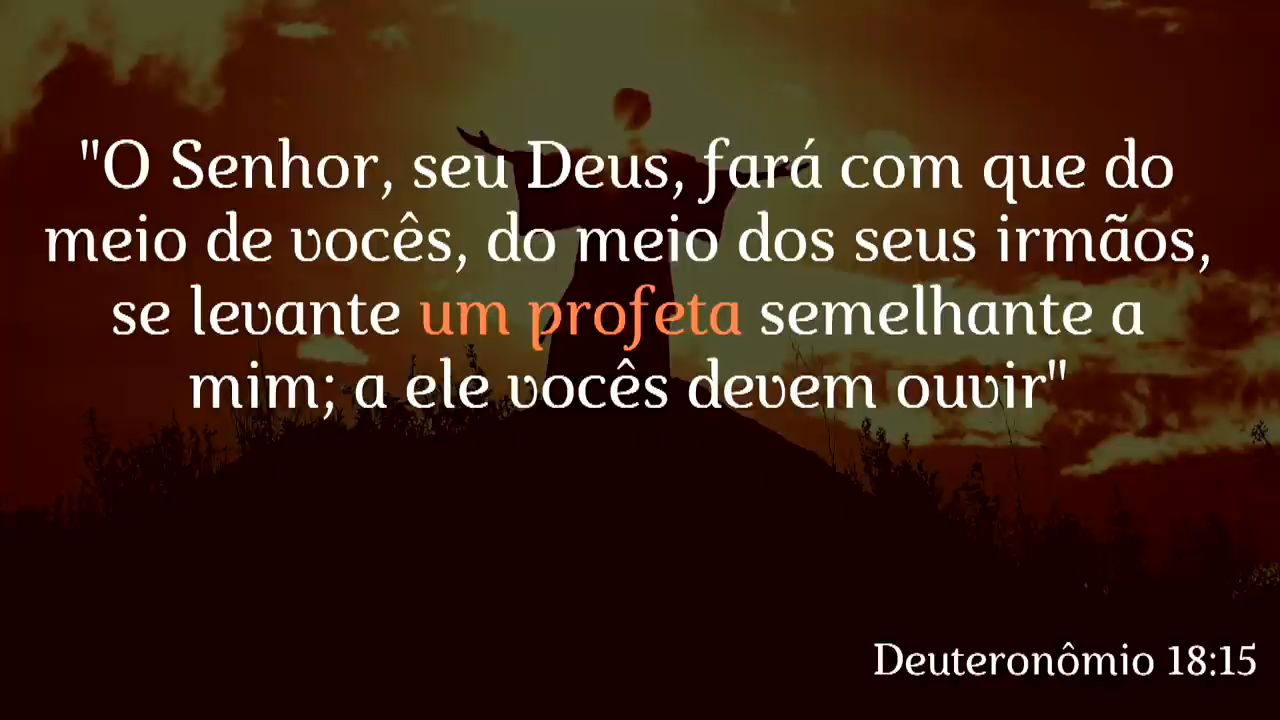 "O Senhor, seu Deus, fará com que do
meio de vocês, do meio dos seus irmãos,
se levante um profeta semelhante a
mim; a ele vocês devem ouvir"
Deuteronômio 18:15